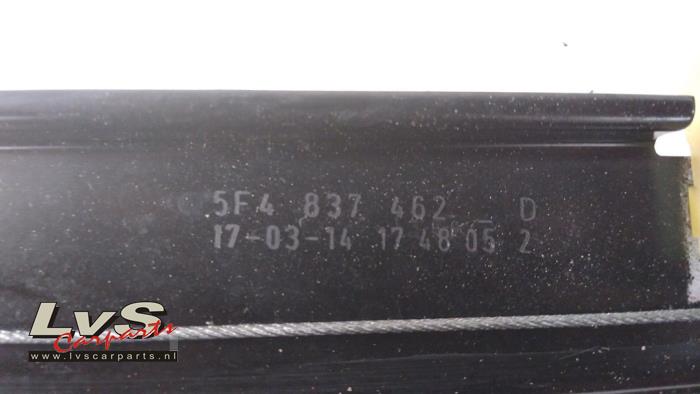 5F4 837 462 D
17-03-14 17 48 05 2
LvS
Carparts
www.lvscarparts.nl